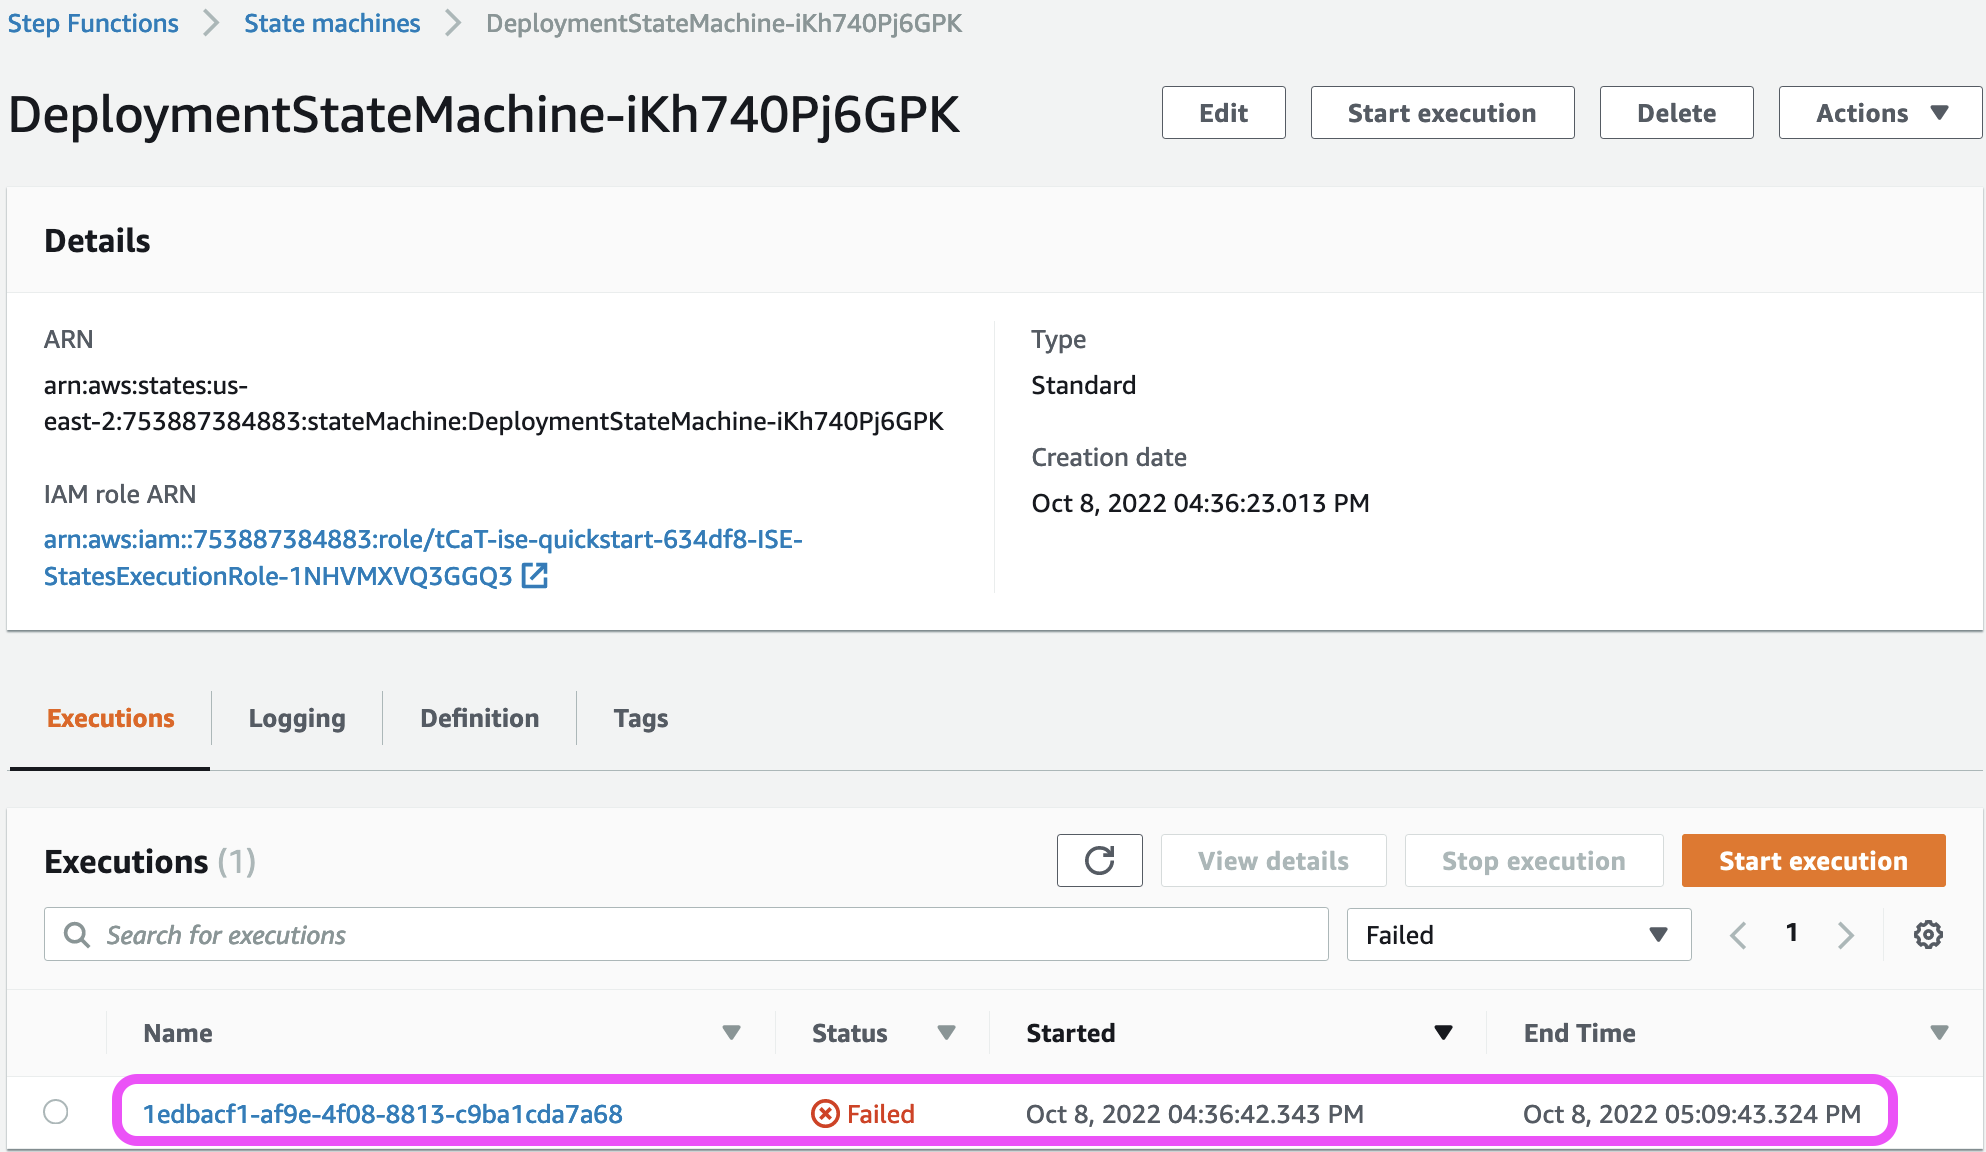 Step Functions > State machines > DeploymentStateMachine-iKh740Pj6GPK
DeploymentStateMachine-iKh740Pj6GPK
Edit
Start execution
Delete
Actions
Details
ARN
arn:aws:states:us-
east-2:753887384883:stateMachine:DeploymentStateMachine-iKh740Pj6GPK
IAM role ARN
arn:aws:iam::753887384883:role/tCaT-ise-quickstart-634df8-ISE-
StatesExecutionRole-1NHVMXVQ3GGQ3
Type
Standard
Creation date
Oct 8, 2022 04:36:23.013 PM
Executions
Logging
Definition
Tags
Executions (1)
View details
Stop execution
Start execution
Search for executions
Failed
1
Name
Status
Started
End Time
1edbacf1-af9e-4f08-8813-c9ba1cda7a68
Failed
Oct 8, 2022 04:36:42.343 PM
Oct 8, 2022 05:09:43.324 PM